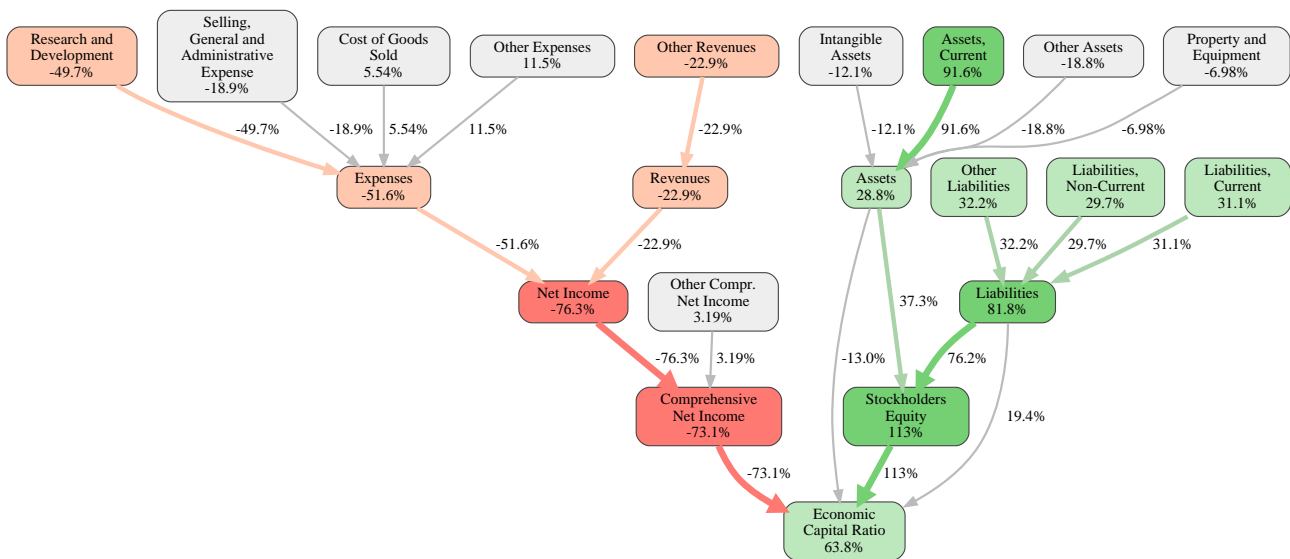 Research and
Development
-49.7%
Selling,
General and
Administrative
Expense
-18.9%
Cost of Goods
Sold
5.54%
Other Expenses
11.5%
Other Revenues
-22.9%
Intangible
Assets
-12.1%
Assets,
Current
91.6%
Other Assets
-18.8%
Property and
Equipment
-6.98%
-49.7%
-18.9%
5.54%
11.5%
-22.9%
-12.1%
91.6%
-18.8%
-6.98%
Expenses
-51.6%
Revenues
-22.9%
Assets
28.8%
Other
Liabilities
32.2%
Liabilities,
Non-Current
29.7%
Liabilities,
Current
31.1%
-51.6%
-22.9%
32.2%
29.7%
31.1%
Net Income
-76.3%
Other Compr.
Net Income
3.19%
37.3%
Liabilities
81.8%
-76.3%
3.19%
-13.0%
76.2%
Comprehensive
Net Income
-73.1%
Stockholders
Equity
113%
19.4%
-73.1%
113%
Economic
Capital Ratio
63.8%